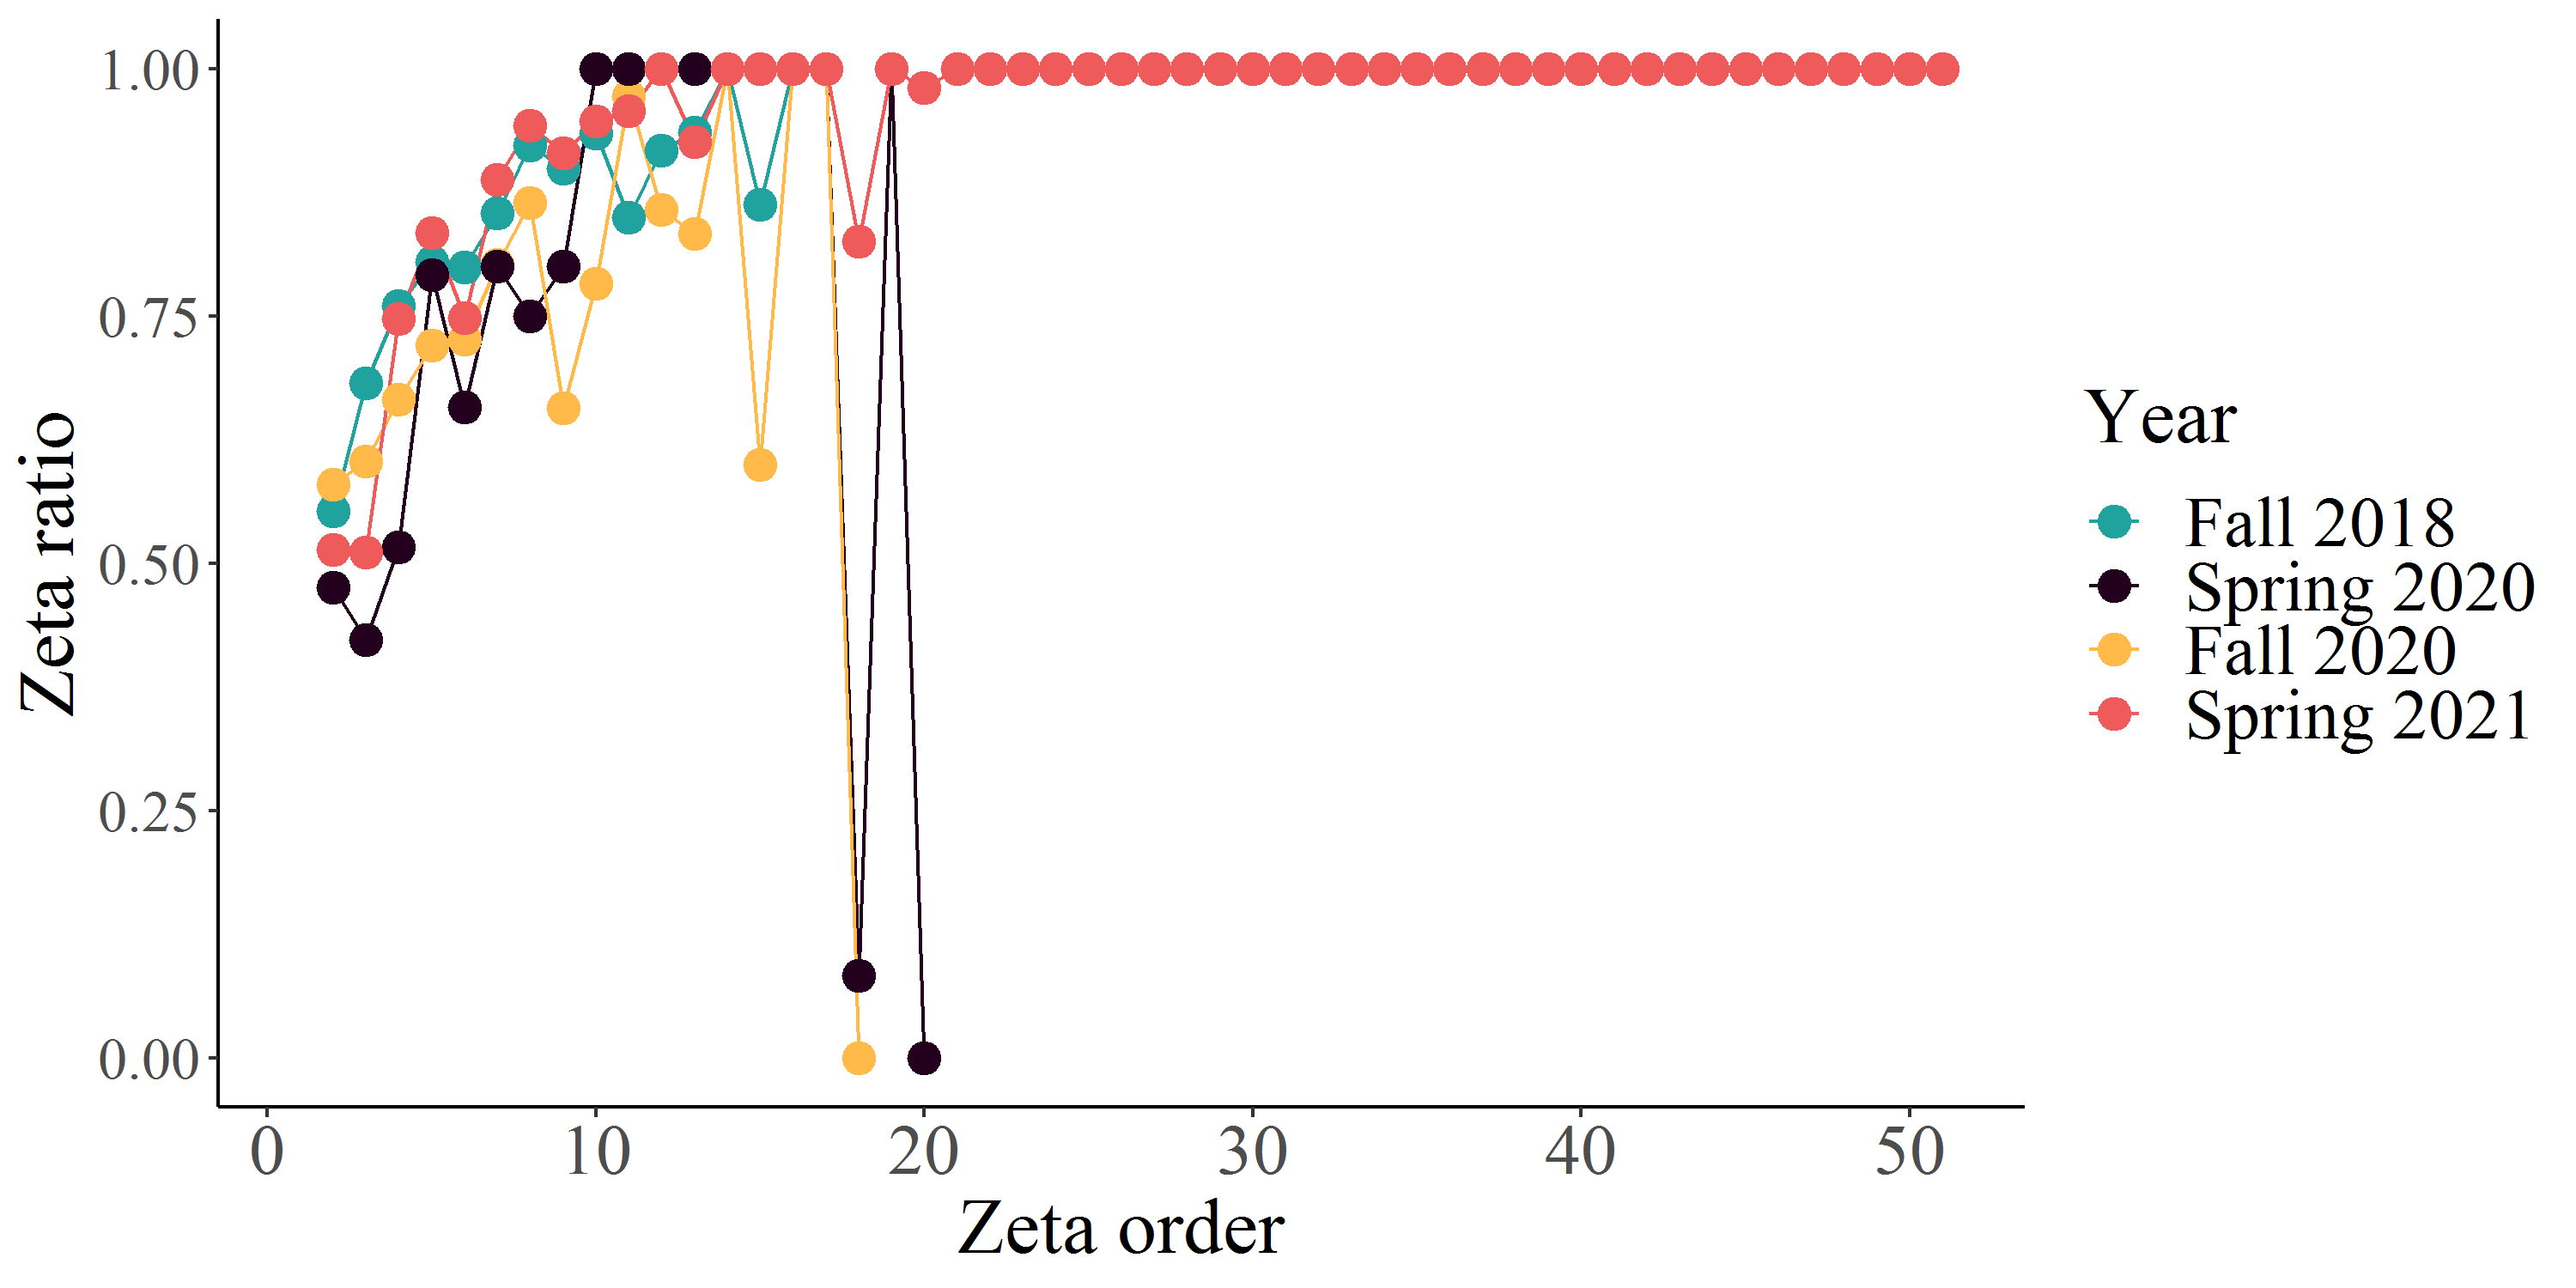 1.00
0.75
0.50
0.25
0.00
Zeta ratio
0 10 20 30 40 50
Zeta order
Year
Fall 2018
Spring 2020
Fall 2020
Spring 2021